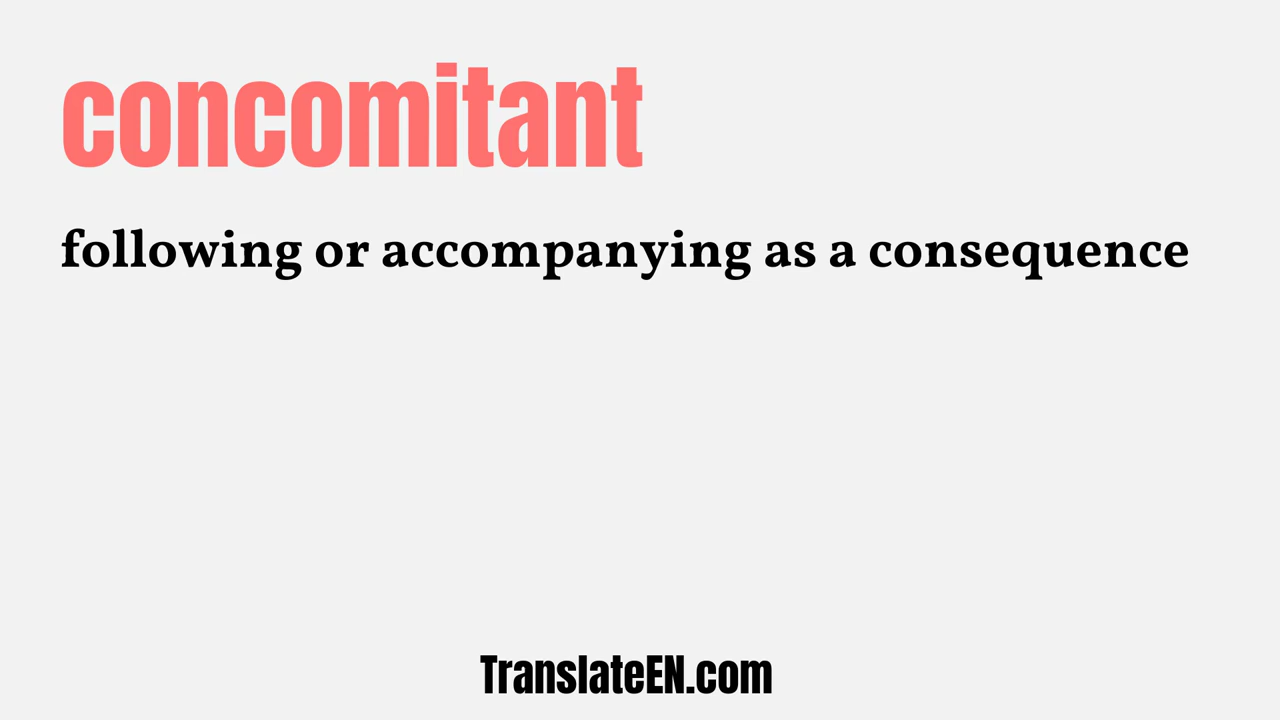 concomitant
following or accompanying as a consequence
TranslateEN.com